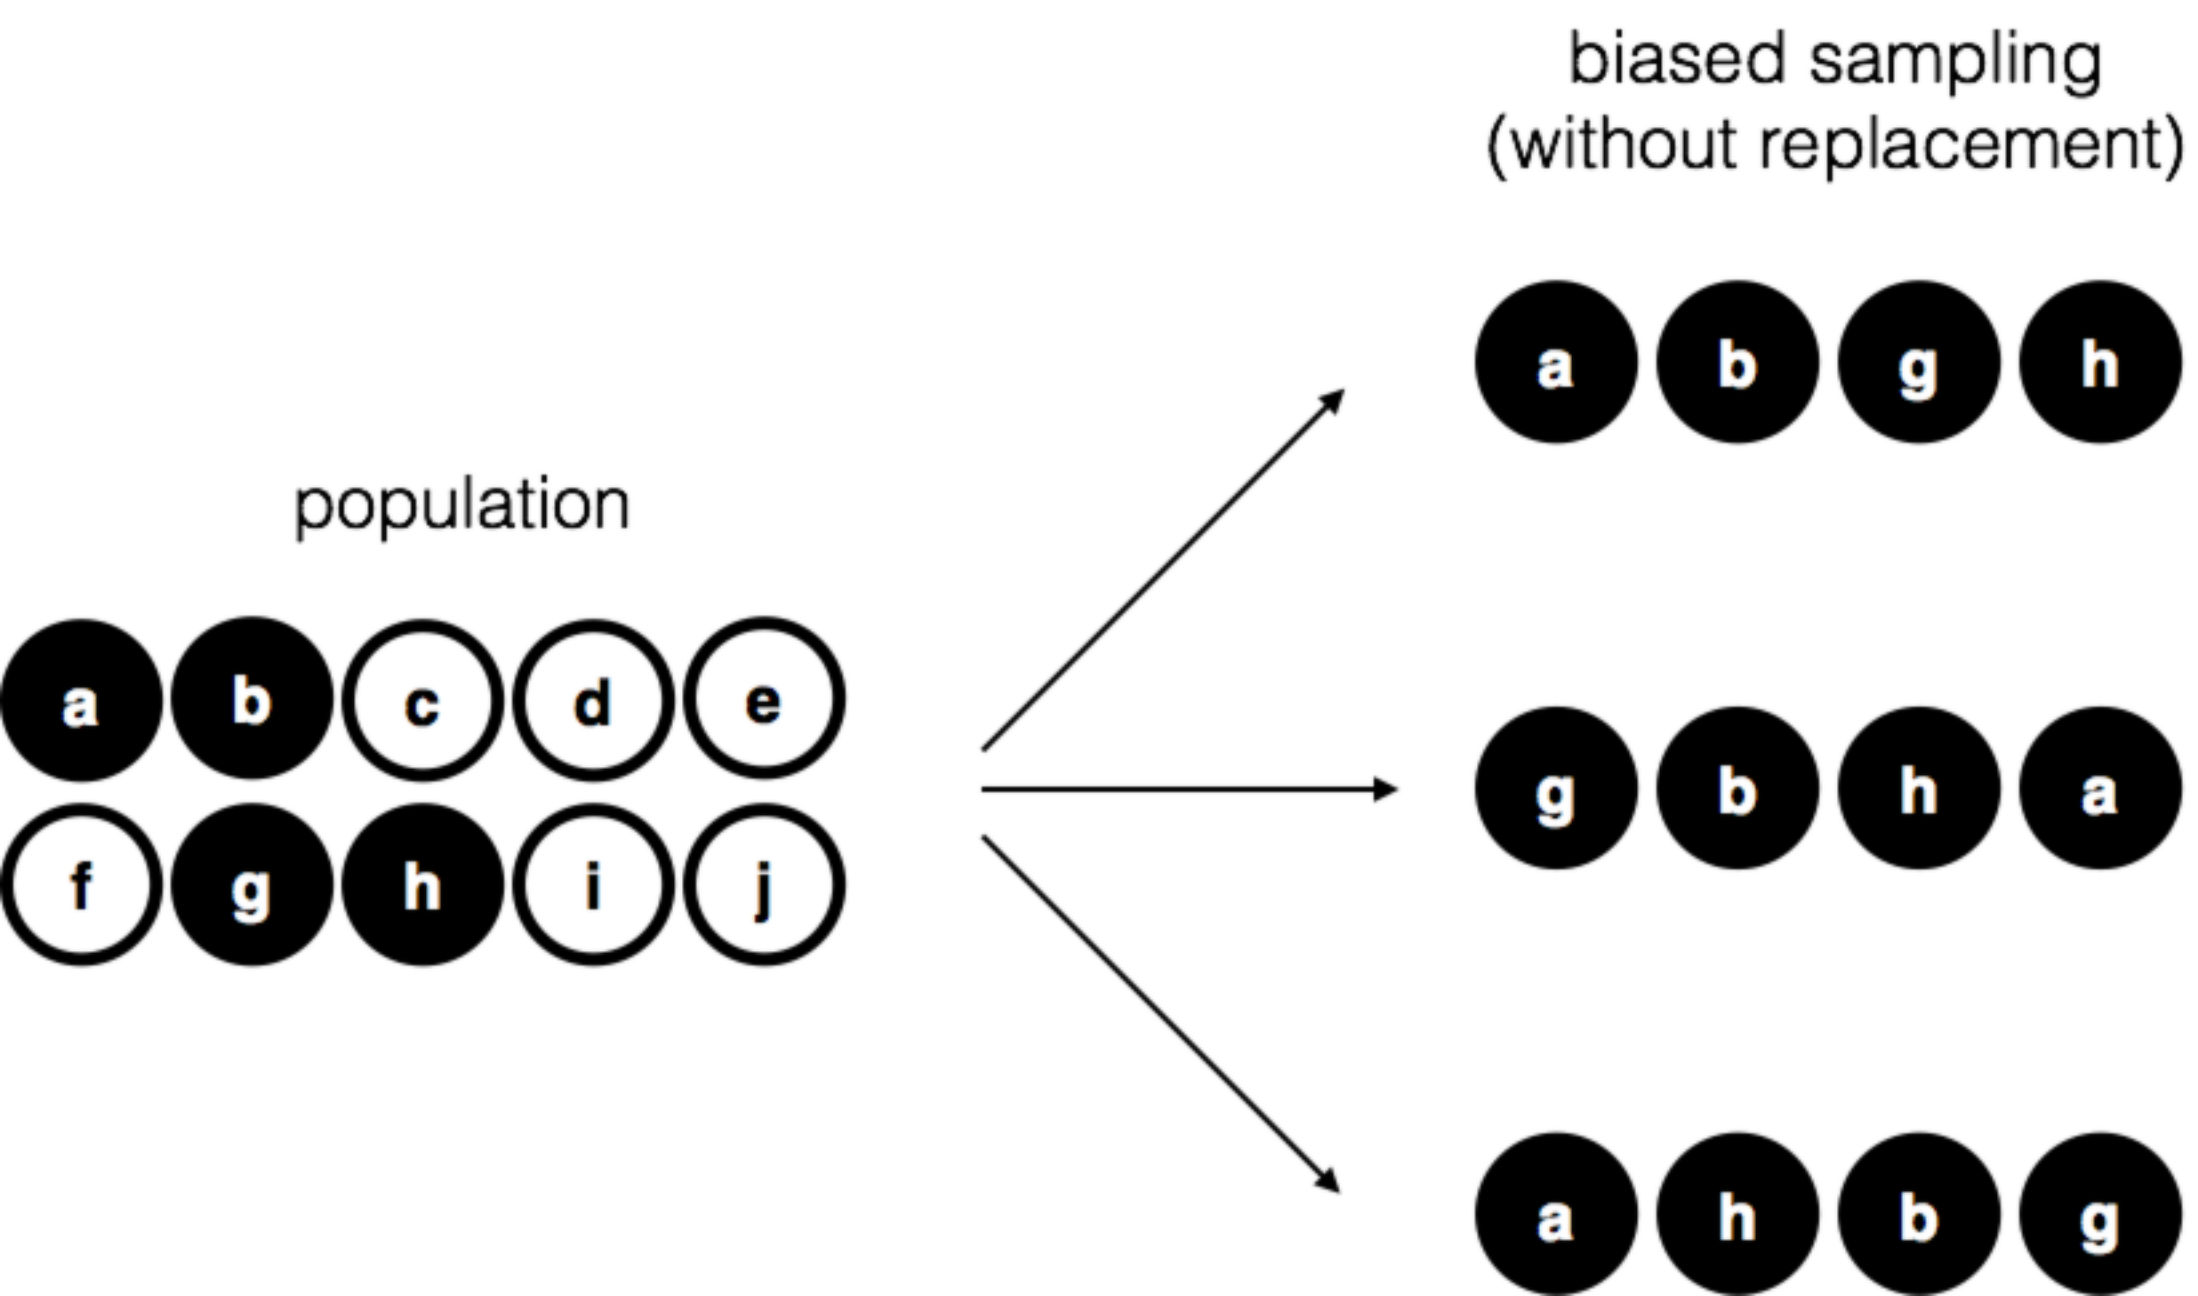 biased sampling
(without replacement)
a b g h
population
a b c d e
g b h a
f g h i j
a h b g